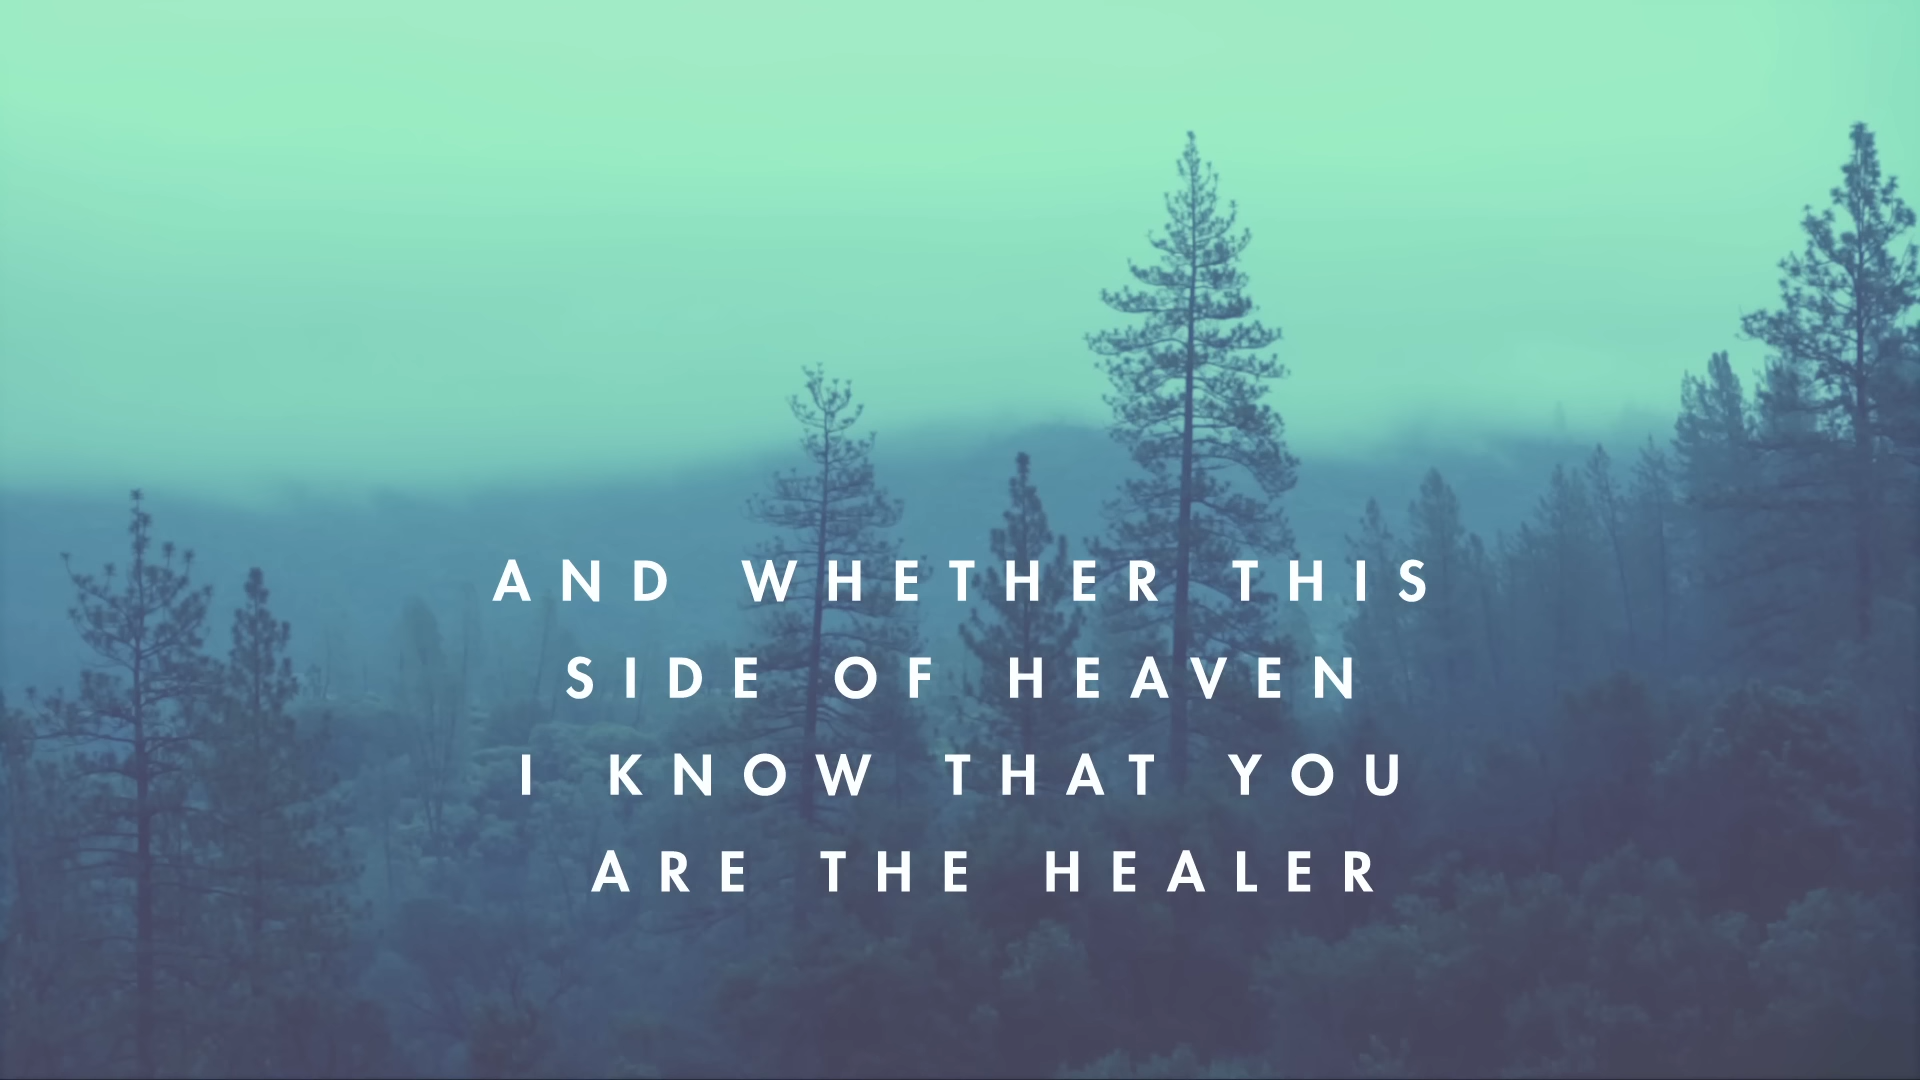 AND WHETHER THIS
SIDE OF HEAVEN
I KNOW THAT YOU
ARE THE HEALER